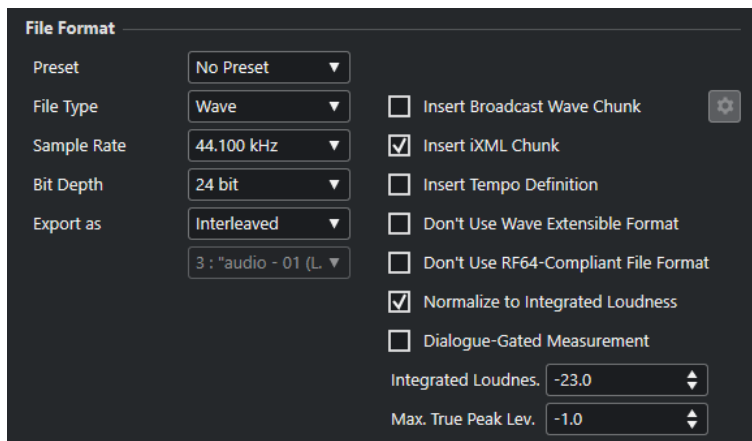 File Format
Preset No Preset
File Type Wave Insert Broadcast Wave Chunk
Sample Rate 44.100 kHz Insert iXML Chunk
Bit Depth 24 bit Insert Tempo Definition
Export as Interleaved Don't Use Wave Extensible Format
3 : "audio - 01 (L. Don't Use RF64-Compliant File Format
Normalize to Integrated Loudness
Dialogue-Gated Measurement
Integrated Loudnes. -23.0
Max. True Peak Lev. -1.0